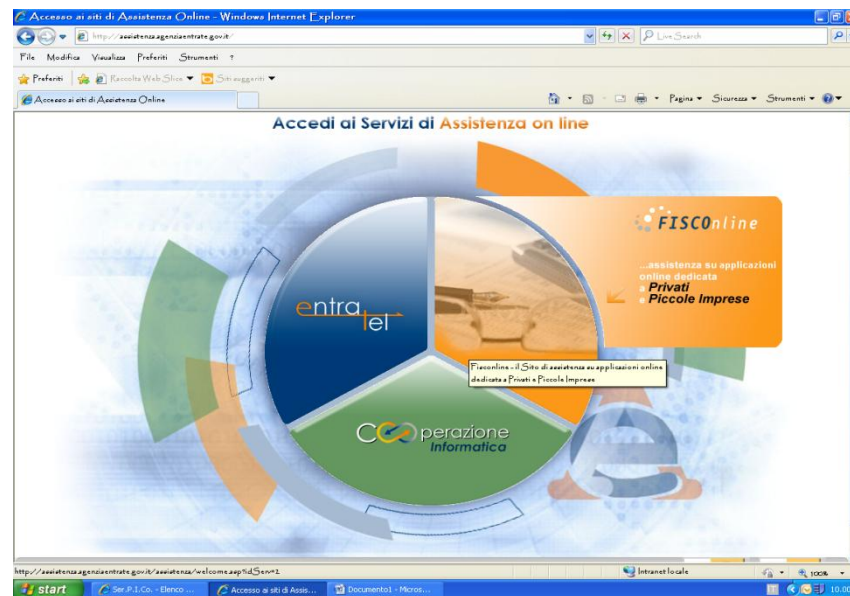 Accesso ai siti di Assistenza Online - Windows Internet Explorer
http://assistenza.agenziaentrate.gov.it/
Live Search
File Modifica Visualizza Preferiti Strumenti ?
Preferiti Raccolta Web Slice Siti suggeriti
Accesso ai siti di Assistenza Online
Pagina Sicurezza Strumenti
Accedi ai Servizi di Assistenza on line
FISCOnline
...assistenza su applicazioni
online dedicata
a Privati
e Piccole Imprese
entratel
Fisconline - il Sito di assistenza su applicazioni online
dedicata a Privati e Piccole Imprese
COOperazione
Informatica
http://assistenza.agenziaentrate.gov.it/assistenza/welcome.asp?idServ=2
Intranet locale
100%
start
Ser.P.I.Co. - Elenco ...
Accesso ai siti di Assis...
Documento1 - Micros...
10.00